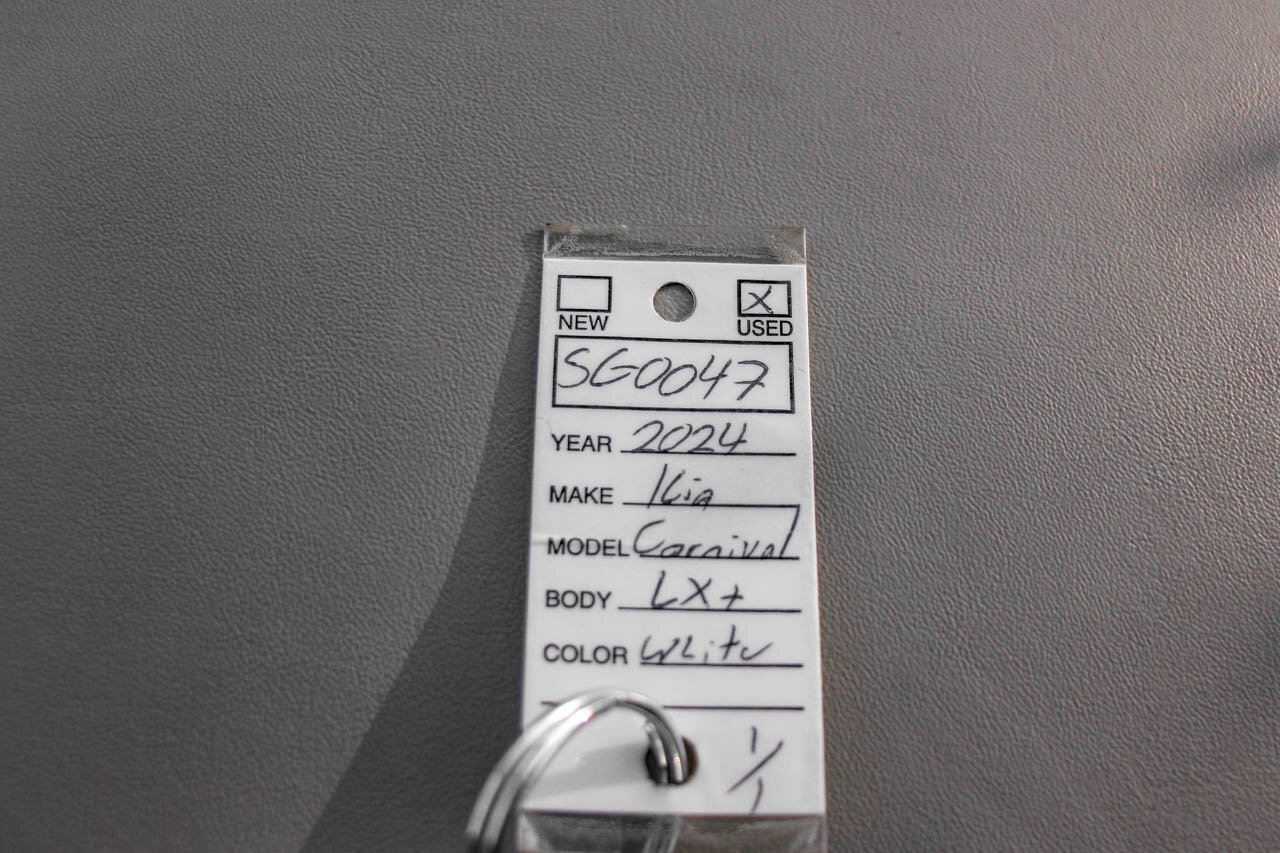 NEW X USED
SG0047
YEAR 2024
MAKE Kia
MODEL Carnival
BODY LX+
COLOR White
1/1